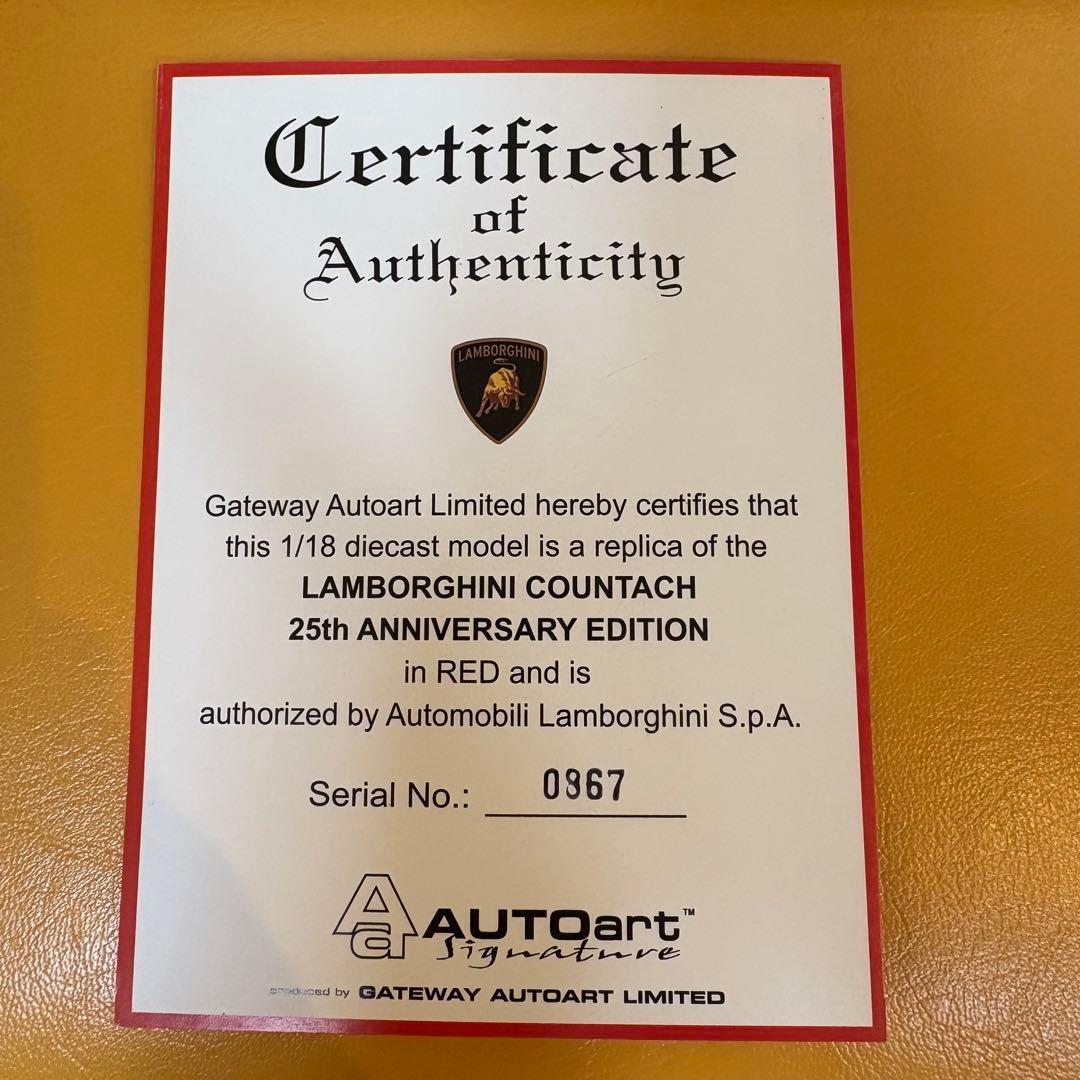 Certificate
of
Authenticity
LAMBORGHINI
Gateway Autoart Limited hereby certifies that
this 1/18 diecast model is a replica of the
LAMBORGHINI COUNTACH
25th ANNIVERSARY EDITION
in RED and is
authorized by Automobili Lamborghini S.p.A.
Serial No.: 0867
Aa AUTOart™
Signature
produced by GATEWAY AUTOART LIMITED